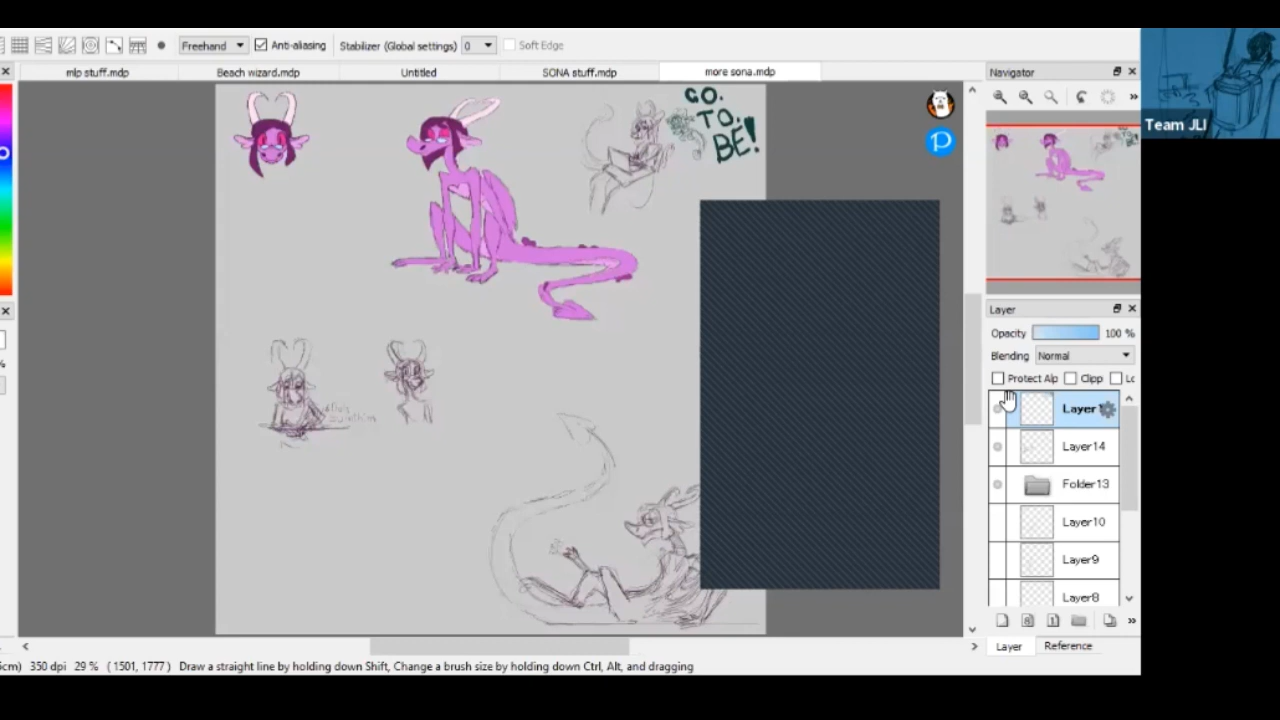 Freehand Anti-aliasing Stabilizer (Global settings) 0 Soft Edge
mlp stuff.mdp Beach wizard.mdp Untitled SONA stuff.mdp more sona.mdp
Navigator
Team JLI
GO.
TO.
BE!
Layer
Opacity 100 %
Blending Normal
Protect Alp Clipp Lc
Layer
Layer14
Folder13
Layer10
Layer9
Layer8
Layer Reference
cm) 350 dpi 29 % ( 1501, 1777 ) Draw a straight line by holding down Shift, Change a brush size by holding down Ctrl, Alt, and dragging